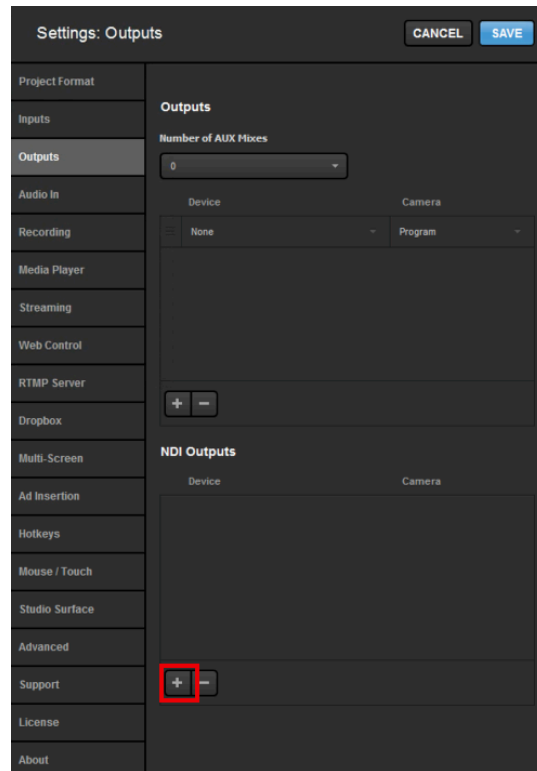 Settings: Outputs
CANCEL
SAVE
Project Format
Inputs
Outputs
Audio In
Recording
Media Player
Streaming
Web Control
RTMP Server
Dropbox
Multi-Screen
Ad Insertion
Hotkeys
Mouse / Touch
Studio Surface
Advanced
Support
License
About
Outputs
Number of AUX Mixes
0
Device Camera
None Program
+ −
NDI Outputs
Device Camera
+ −